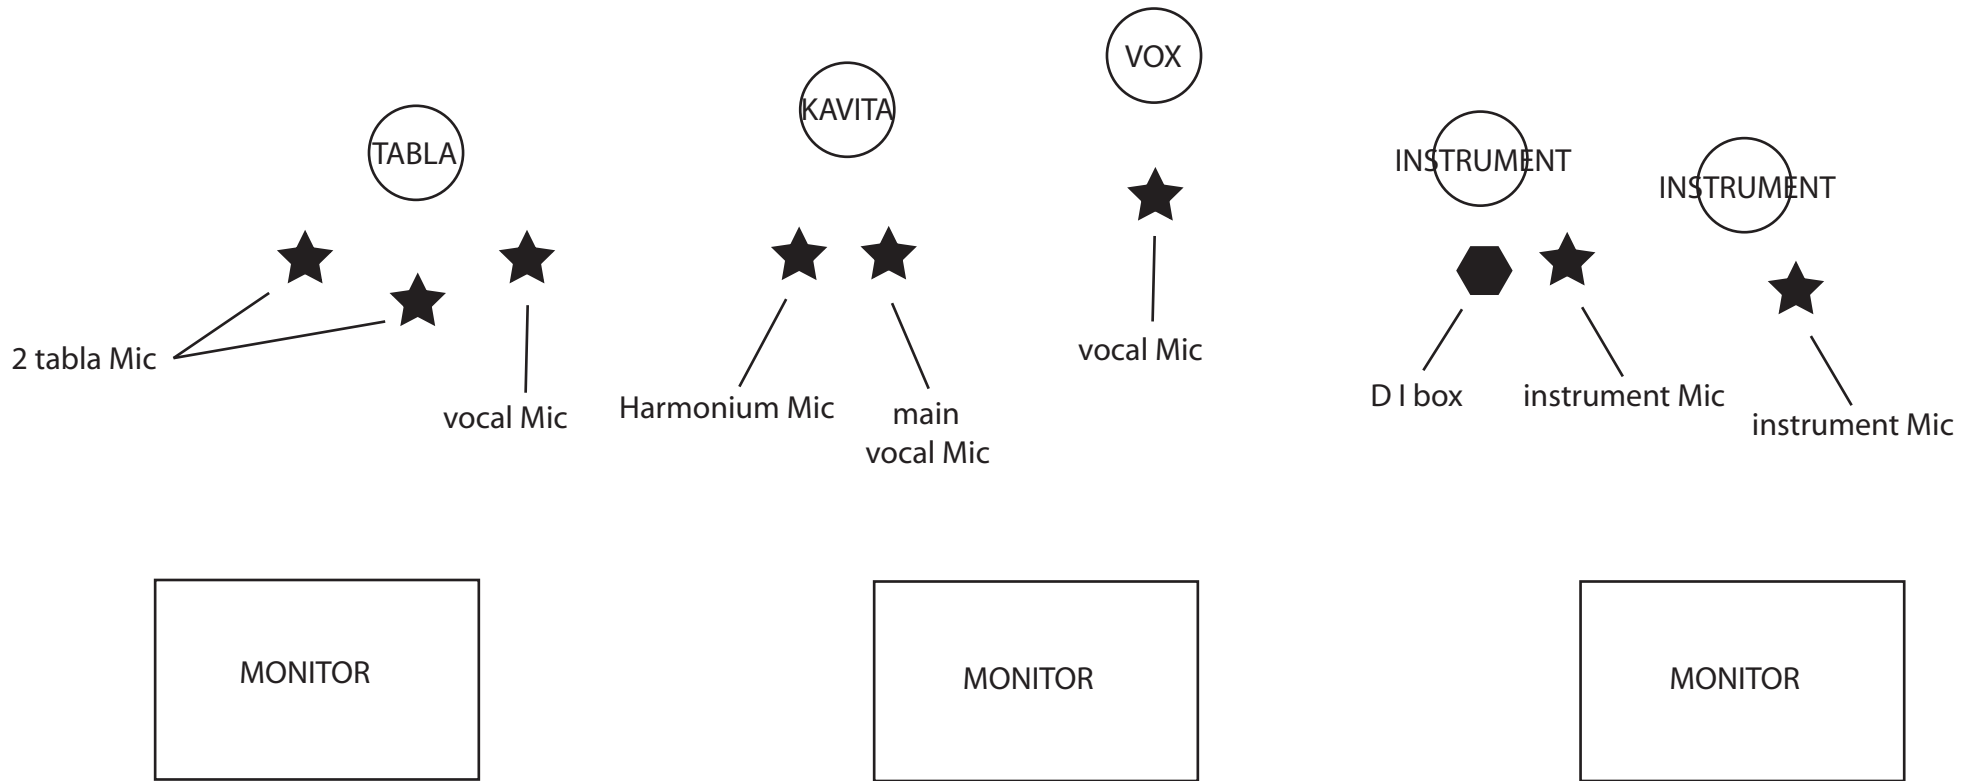 VOX
KAVITA
TABLA
INSTRUMENT
INSTRUMENT
2 tabla Mic
vocal Mic
Harmonium Mic
main
vocal Mic
vocal Mic
D I box
instrument Mic
instrument Mic
MONITOR
MONITOR
MONITOR